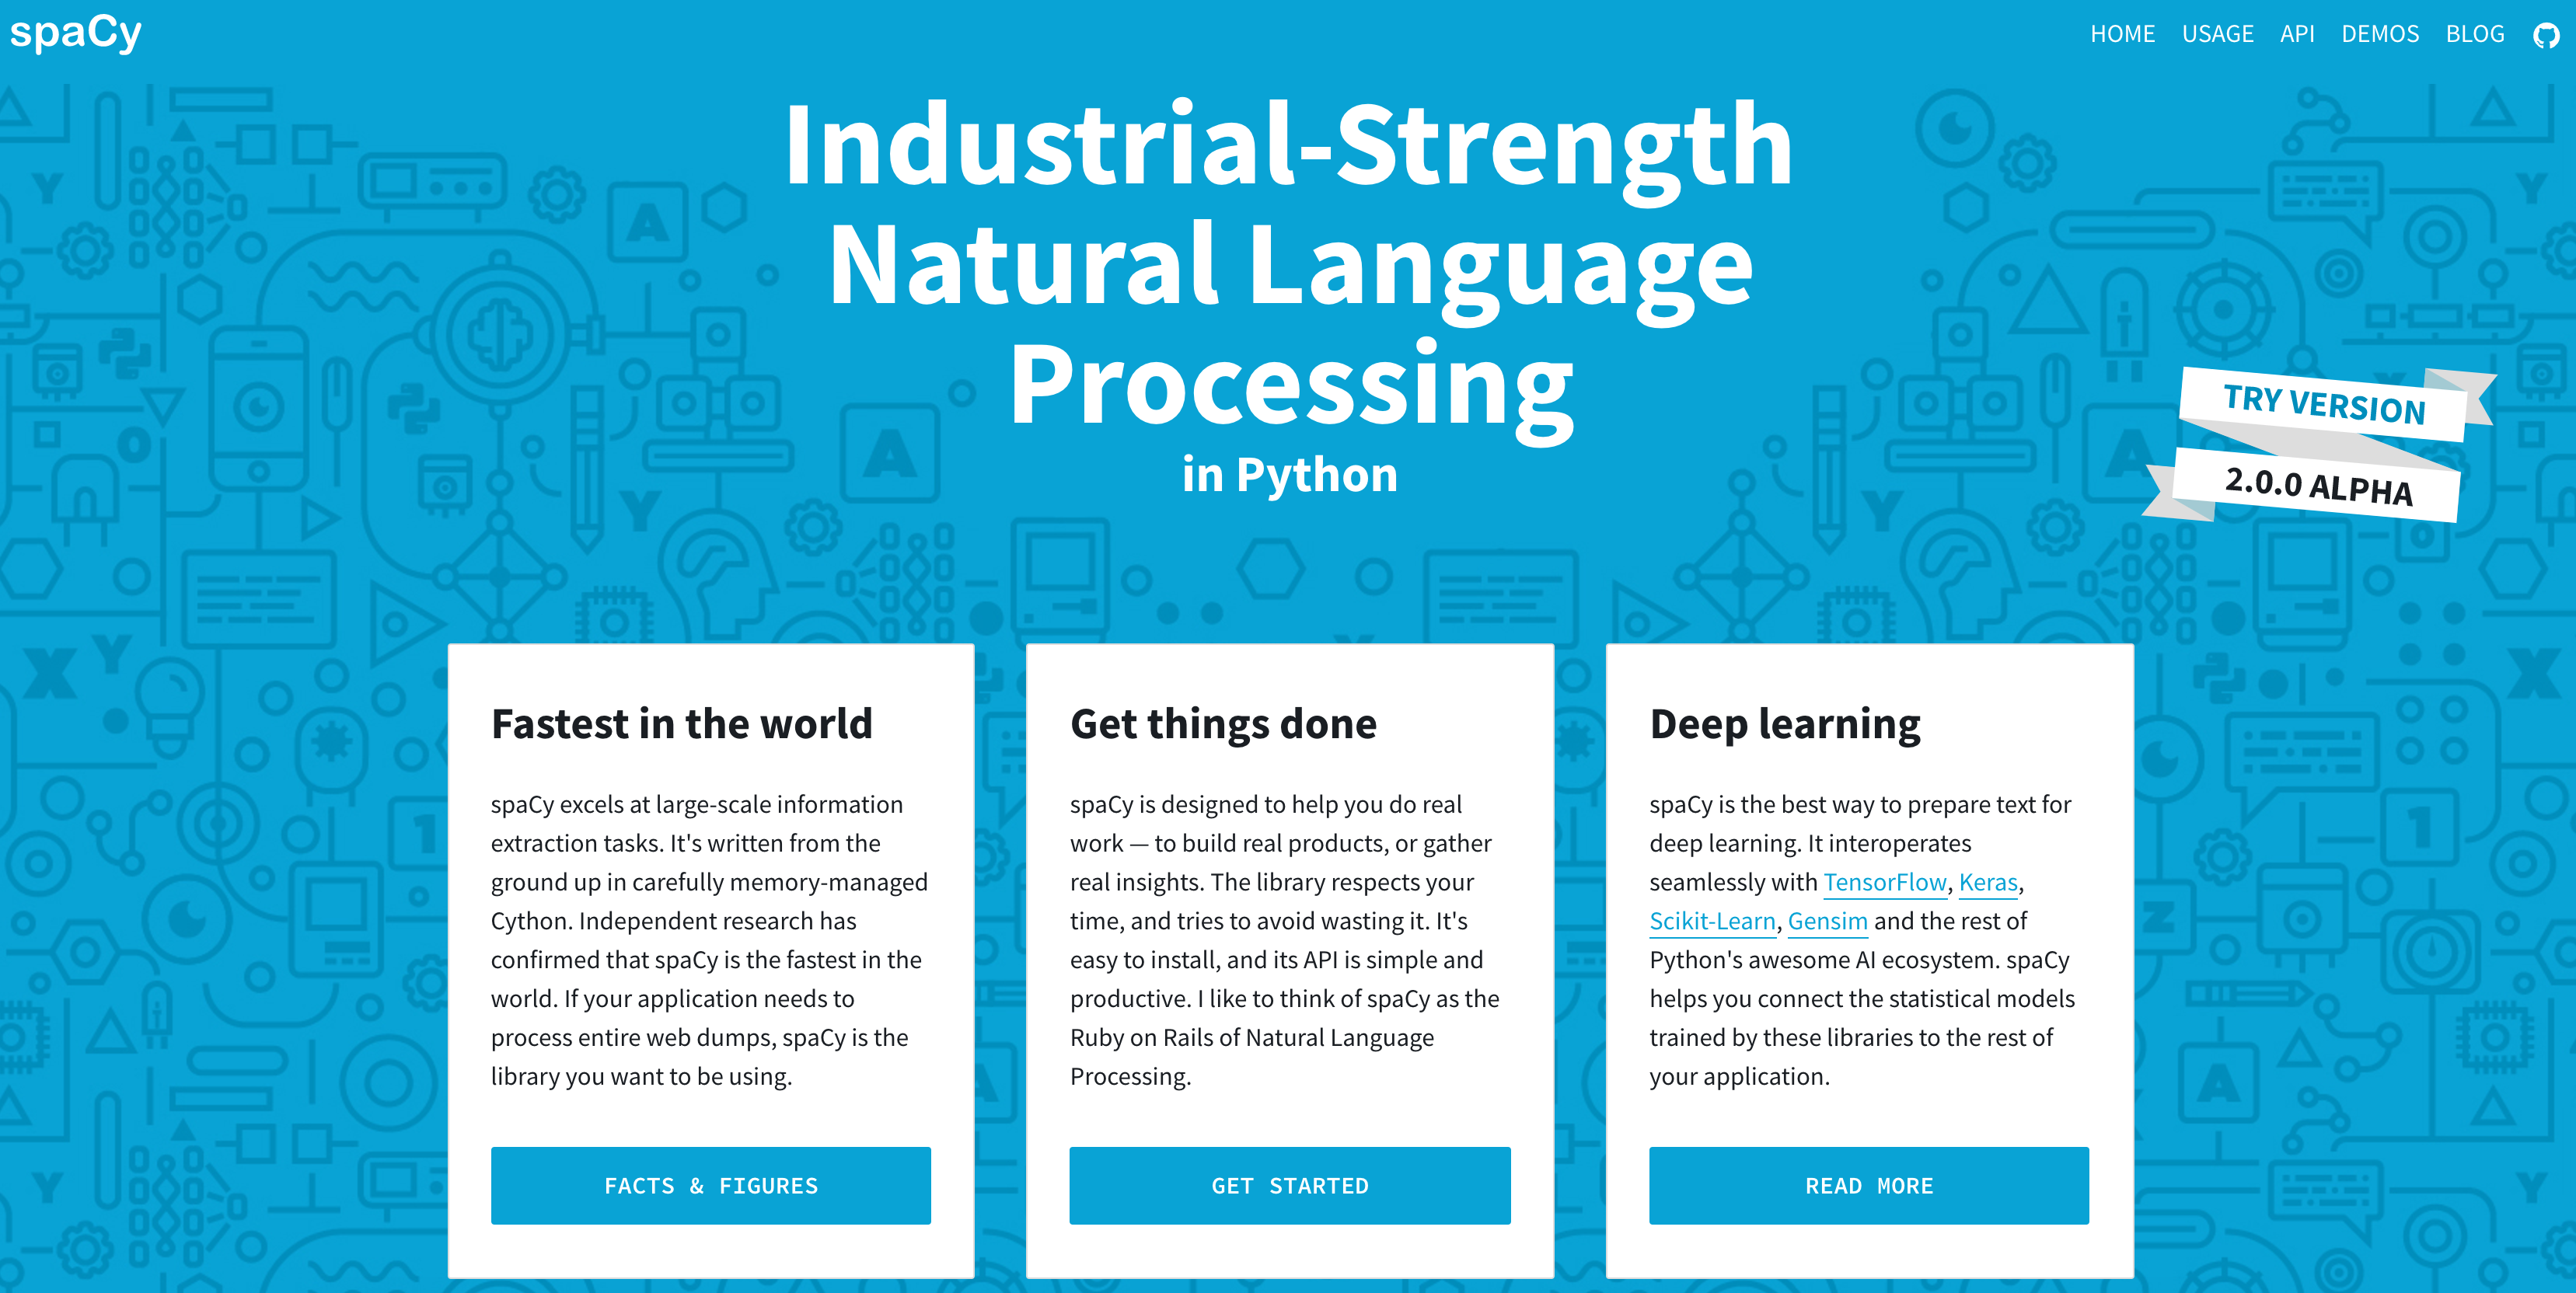 spaCy
HOME USAGE API DEMOS BLOG
Industrial-Strength
Natural Language
Processing
in Python
TRY VERSION
2.0.0 ALPHA
Fastest in the world
spaCy excels at large-scale information
extraction tasks. It's written from the
ground up in carefully memory-managed
Cython. Independent research has
confirmed that spaCy is the fastest in the
world. If your application needs to
process entire web dumps, spaCy is the
library you want to be using.
FACTS & FIGURES
Get things done
spaCy is designed to help you do real
work — to build real products, or gather
real insights. The library respects your
time, and tries to avoid wasting it. It's
easy to install, and its API is simple and
productive. I like to think of spaCy as the
Ruby on Rails of Natural Language
Processing.
GET STARTED
Deep learning
spaCy is the best way to prepare text for
deep learning. It interoperates
seamlessly with TensorFlow, Keras,
Scikit-Learn, Gensim and the rest of
Python's awesome AI ecosystem. spaCy
helps you connect the statistical models
trained by these libraries to the rest of
your application.
READ MORE